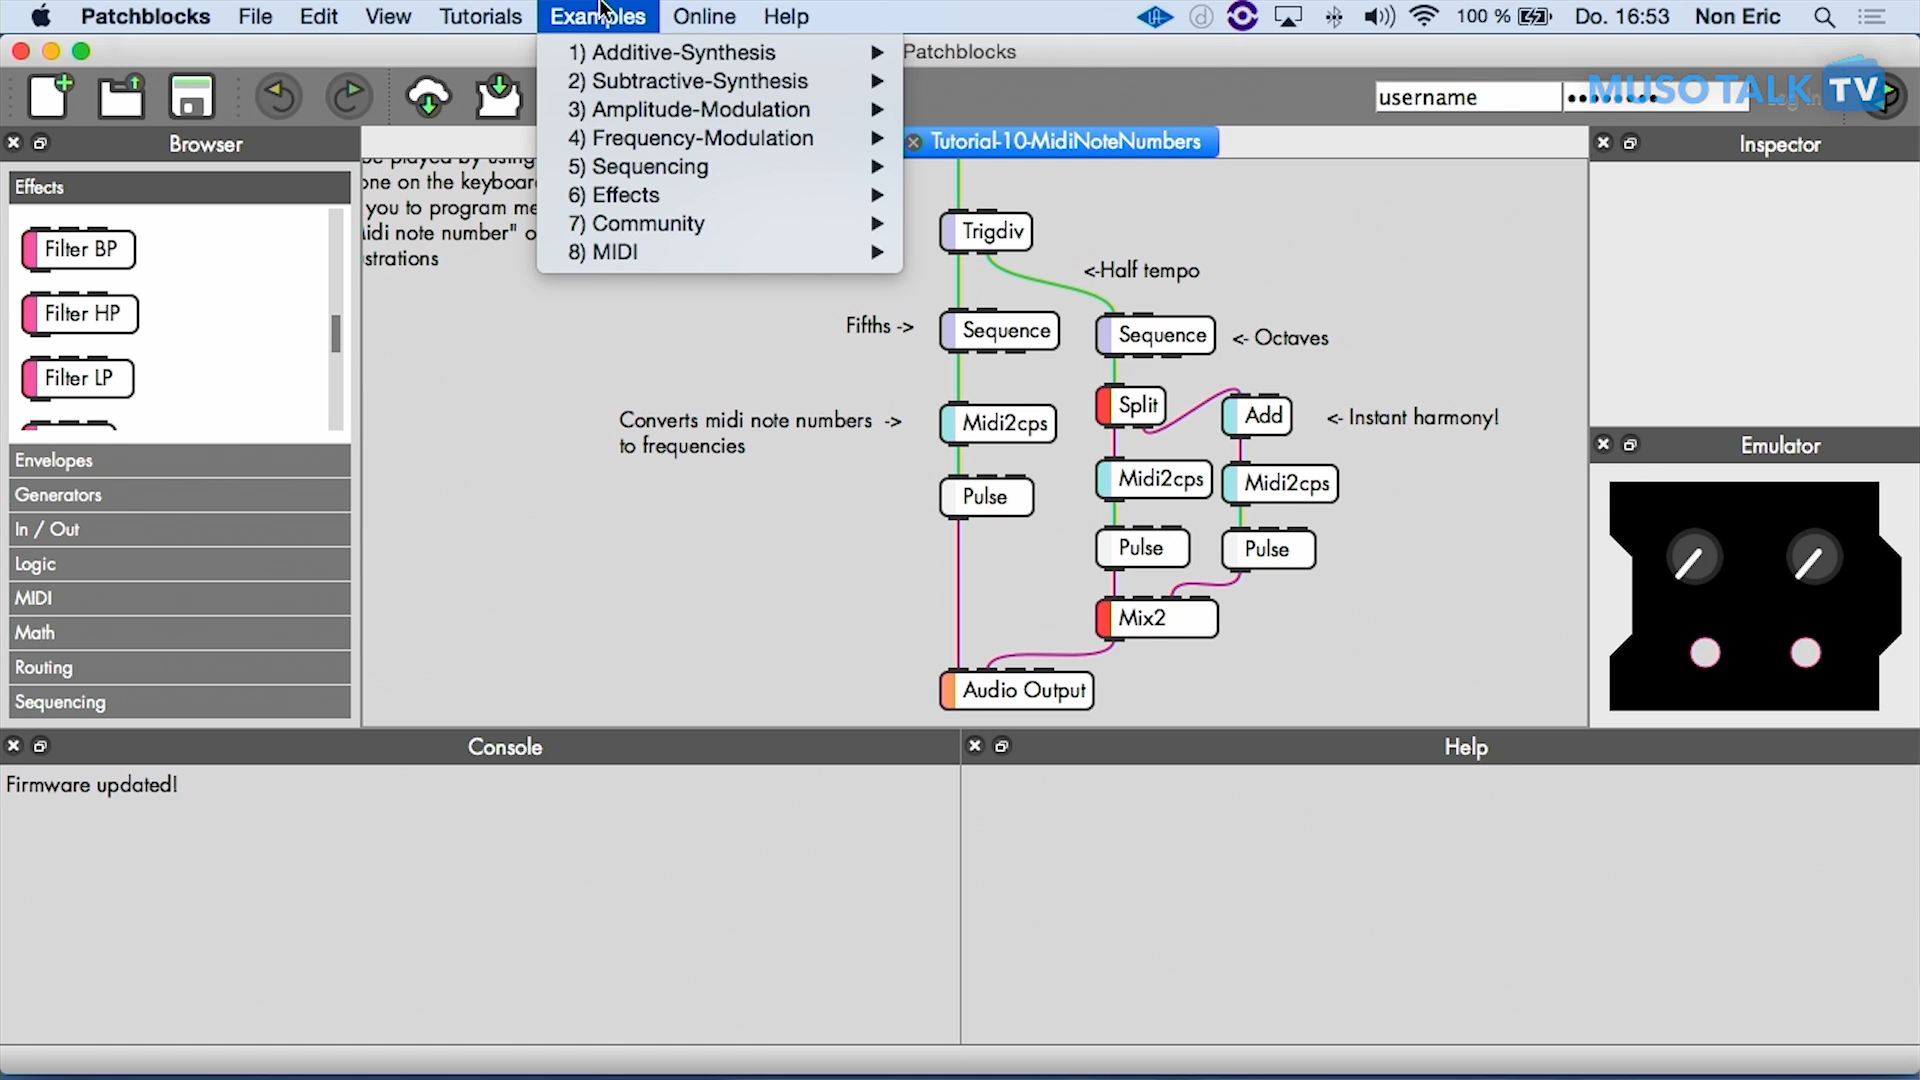 Patchblocks File Edit View Tutorials Examples Online Help 100 % Do. 16:53 Non Eric
1) Additive-Synthesis
2) Subtractive-Synthesis
3) Amplitude-Modulation
4) Frequency-Modulation
5) Sequencing
6) Effects
7) Community
8) MIDI
Patchblocks
username
MUSOTALK TV
Browser
Tutorial-10-MidiNoteNumbers
Inspector
Effects
Filter BP
Filter HP
Filter LP
Envelopes
Generators
In / Out
Logic
MIDI
Math
Routing
Sequencing
be played by using
one on the keyboar
you to program me
idi note number" o
strations
Trigdiv
<-Half tempo
Fifths ->
Sequence
Sequence
<- Octaves
Split
Add
<- Instant harmony!
Converts midi note numbers ->
to frequencies
Midi2cps
Midi2cps
Midi2cps
Pulse
Pulse
Pulse
Mix2
Audio Output
Emulator
Console
Help
Firmware updated!